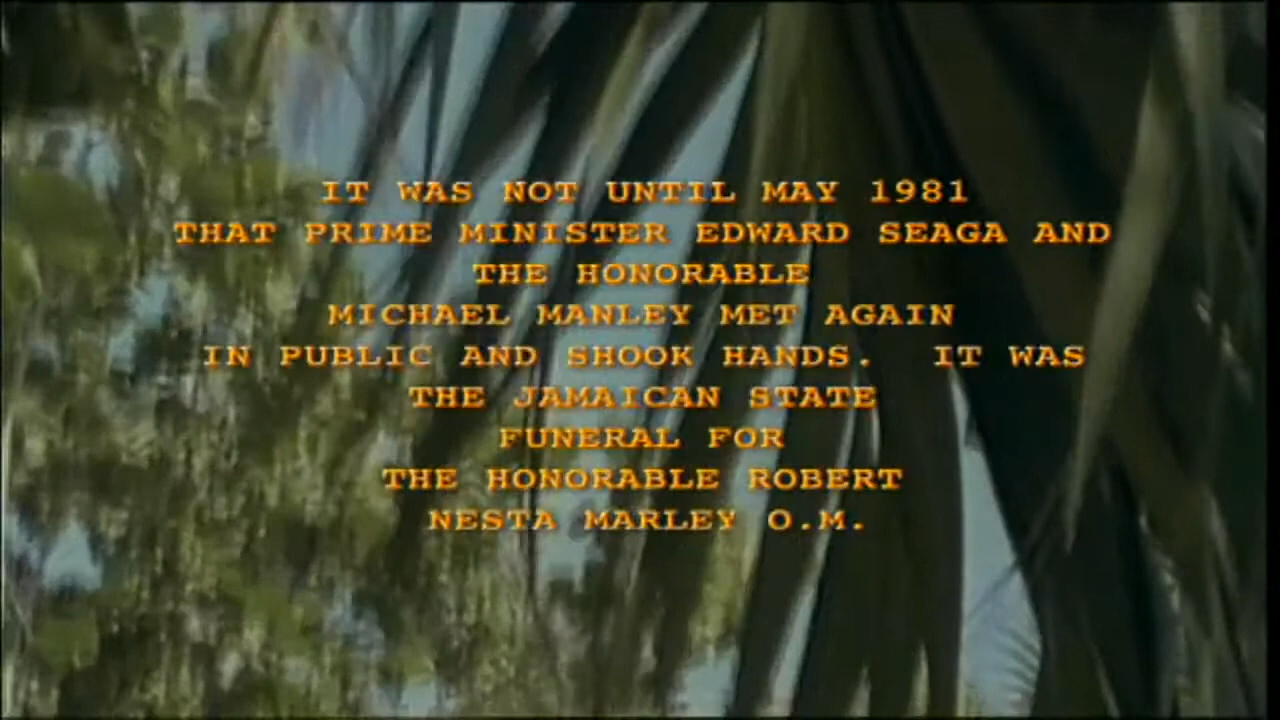 IT WAS NOT UNTIL MAY 1981
THAT PRIME MINISTER EDWARD SEAGA AND
THE HONORABLE
MICHAEL MANLEY MET AGAIN
IN PUBLIC AND SHOOK HANDS.  IT WAS
THE JAMAICAN STATE
FUNERAL FOR
THE HONORABLE ROBERT
NESTA MARLEY O.M.